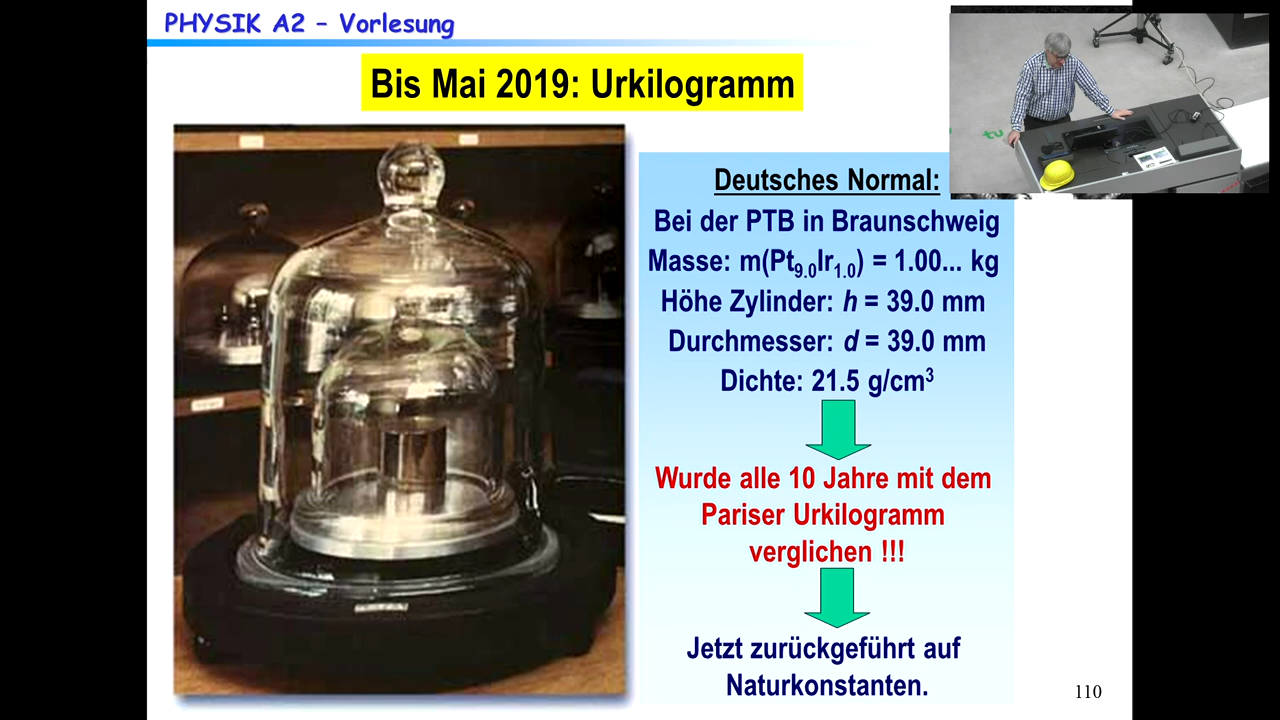 PHYSIK A2 – Vorlesung
Bis Mai 2019: Urkilogramm
Deutsches Normal:
Bei der PTB in Braunschweig
Masse: m(Pt9.0Ir1.0) = 1.00... kg
Höhe Zylinder: h = 39.0 mm
Durchmesser: d = 39.0 mm
Dichte: 21.5 g/cm³
Wurde alle 10 Jahre mit dem
Pariser Urkilogramm
verglichen !!!
Jetzt zurückgeführt auf
Naturkonstanten.
110
tu